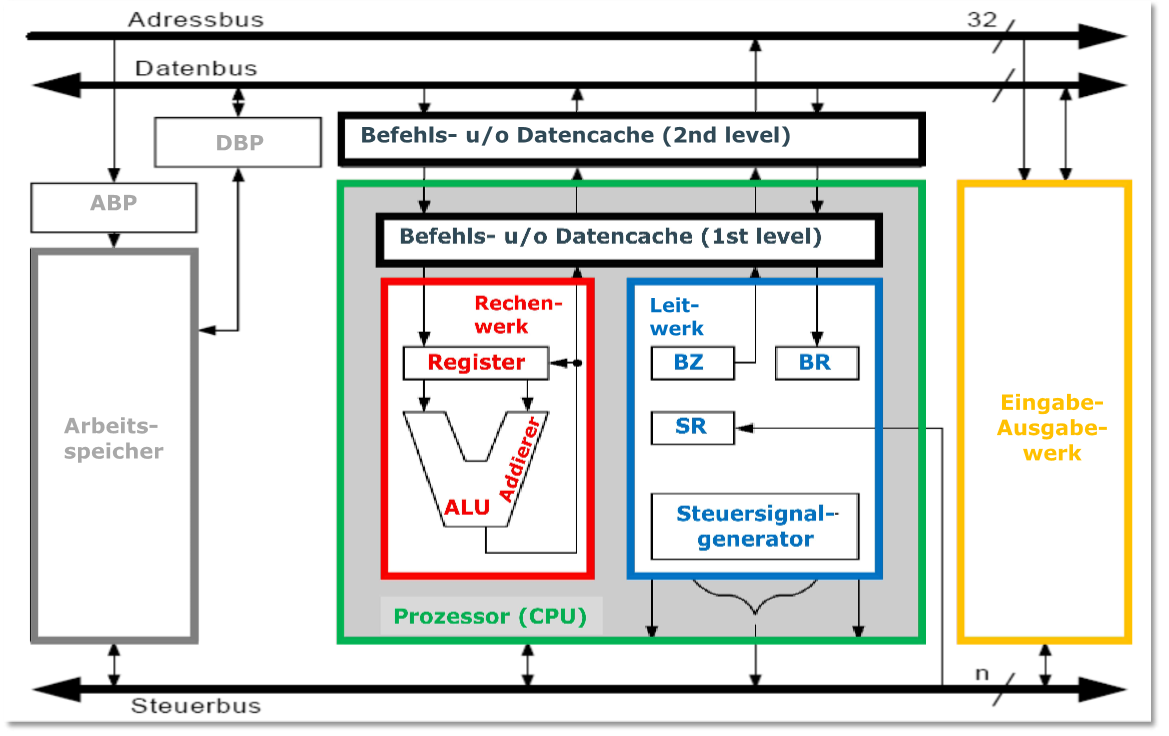 Adressbus
32
Datenbus
DBP
ABP
Befehls- u/o Datencache (2nd level)
Befehls- u/o Datencache (1st level)
Rechen-
werk
Register
Addierer
ALU
Leit-
werk
BZ
BR
SR
Steuersignal-
generator
Prozessor (CPU)
Arbeits-
speicher
Eingabe-
Ausgabe-
werk
n
Steuerbus